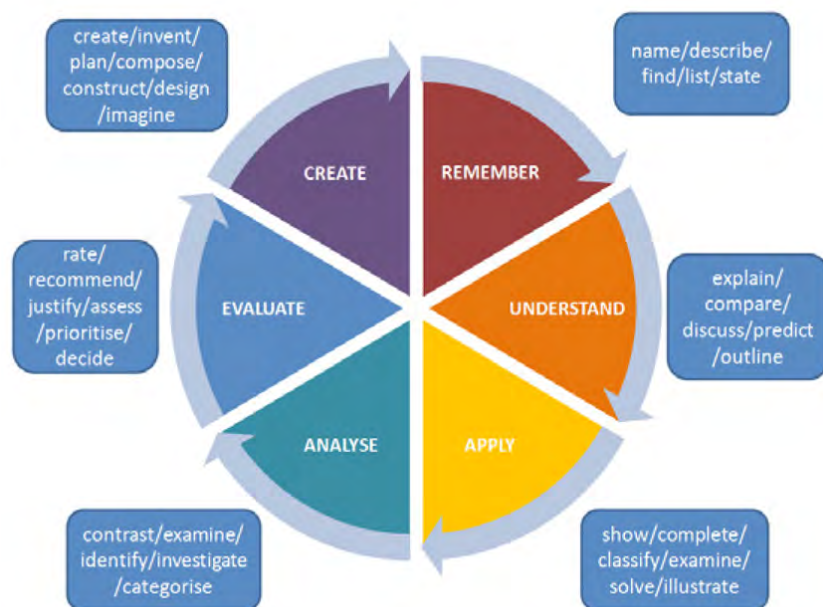 create/invent/
plan/compose/
construct/design
/imagine
name/describe/
find/list/state
CREATE
REMEMBER
rate/
recommend/
justify/assess
/prioritise/
decide
EVALUATE
UNDERSTAND
explain/
compare/
discuss/predict
/outline
ANALYSE
APPLY
contrast/examine/
identify/investigate
/categorise
show/complete/
classify/examine/
solve/illustrate